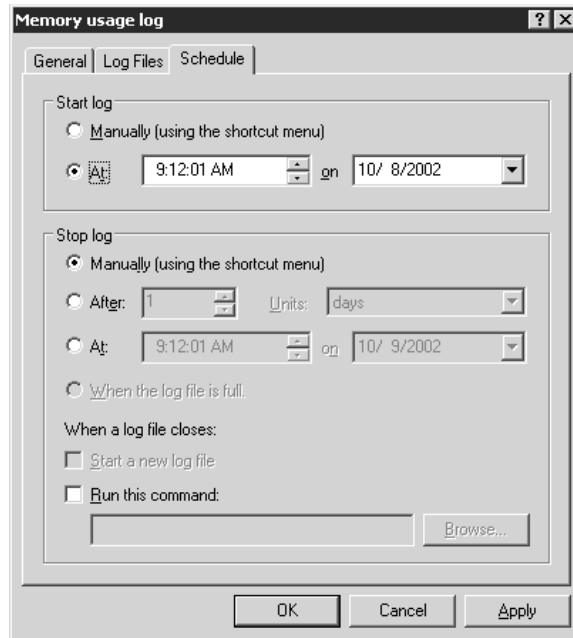 Memory usage log
General Log Files Schedule
Start log
Manually (using the shortcut menu)
At: 9:12:01 AM on 10/ 8/2002
Stop log
Manually (using the shortcut menu)
After: 1 Units: days
At: 9:12:01 AM on 10/ 9/2002
When the log file is full.
When a log file closes:
Start a new log file
Run this command:
Browse...
OK Cancel Apply